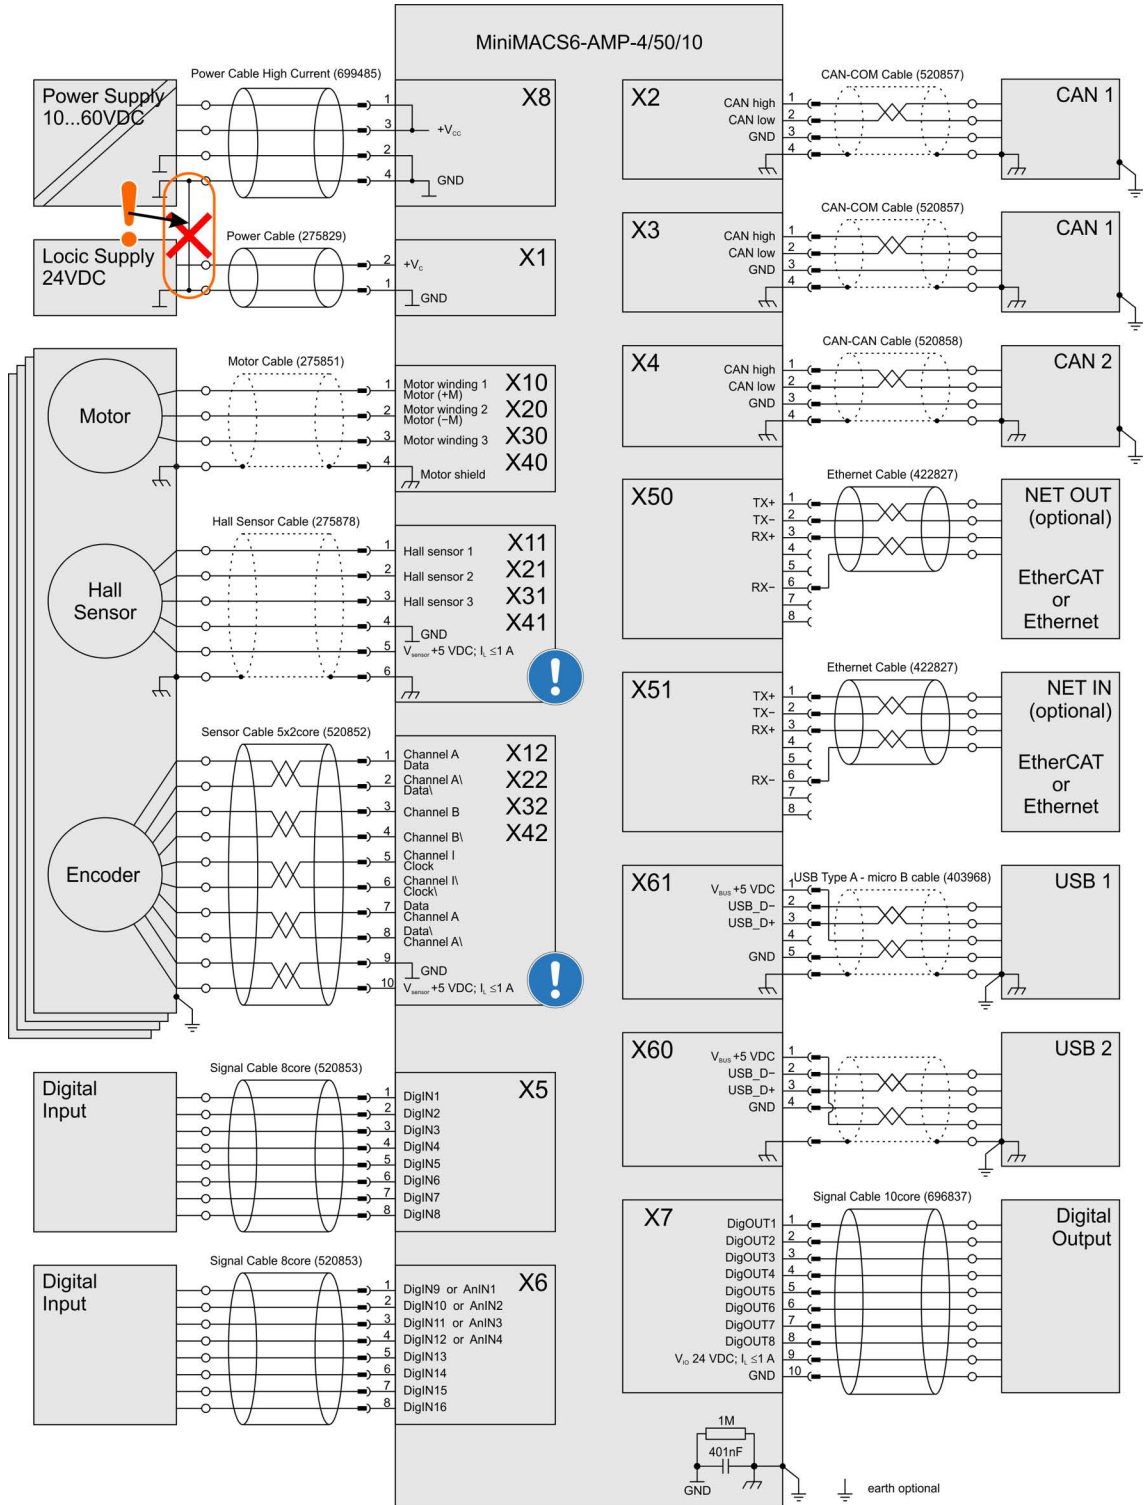 MiniMACS6-AMP-4/50/10
Power Cable High Current (699485)
Power Supply
10...60VDC
1
3
2
4
+Vcc
GND
X8
Locic Supply
24VDC
Power Cable (275829)
2
1
+Vc
GND
X1
Motor
Motor Cable (275851)
1
2
3
4
Motor winding 1
Motor (+M)
Motor winding 2
Motor (−M)
Motor winding 3
Motor shield
X10
X20
X30
X40
Hall
Sensor
Hall Sensor Cable (275878)
1
2
3
4
5
6
Hall sensor 1
Hall sensor 2
Hall sensor 3
GND
Vsensor +5 VDC; IL ≤1 A
X11
X21
X31
X41
Encoder
Sensor Cable 5x2core (520852)
1
2
3
4
5
6
7
8
9
10
Channel A
Data
Channel A\
Data\
Channel B
Channel B\
Channel I
Clock
Channel I\
Clock\
Data
Channel A
Data\
Channel A\
GND
Vsensor +5 VDC; IL ≤1 A
X12
X22
X32
X42
Digital
Input
Signal Cable 8core (520853)
1 DigIN1
2 DigIN2
3 DigIN3
4 DigIN4
5 DigIN5
6 DigIN6
7 DigIN7
8 DigIN8
X5
Digital
Input
Signal Cable 8core (520853)
1 DigIN9 or AnIN1
2 DigIN10 or AnIN2
3 DigIN11 or AnIN3
4 DigIN12 or AnIN4
5 DigIN13
6 DigIN14
7 DigIN15
8 DigIN16
X6
X2
CAN high 1
CAN low 2
GND 3
4
CAN-COM Cable (520857)
CAN 1
X3
CAN high 1
CAN low 2
GND 3
4
CAN-COM Cable (520857)
CAN 1
X4
CAN high 1
CAN low 2
GND 3
4
CAN-CAN Cable (520858)
CAN 2
X50
TX+ 1
TX− 2
RX+ 3
4
5
RX− 6
7
8
Ethernet Cable (422827)
NET OUT
(optional)
EtherCAT
or
Ethernet
X51
TX+ 1
TX− 2
RX+ 3
4
5
RX− 6
7
8
Ethernet Cable (422827)
NET IN
(optional)
EtherCAT
or
Ethernet
X61
VBUS +5 VDC 1
USB_D− 2
USB_D+ 3
4
GND 5
USB Type A - micro B cable (403968)
USB 1
X60
VBUS +5 VDC 1
USB_D− 2
USB_D+ 3
GND 4
USB 2
X7
DigOUT1 1
DigOUT2 2
DigOUT3 3
DigOUT4 4
DigOUT5 5
DigOUT6 6
DigOUT7 7
DigOUT8 8
VIO 24 VDC; IL ≤1 A 9
GND 10
Signal Cable 10core (696837)
Digital
Output
1M
401nF
GND
earth optional